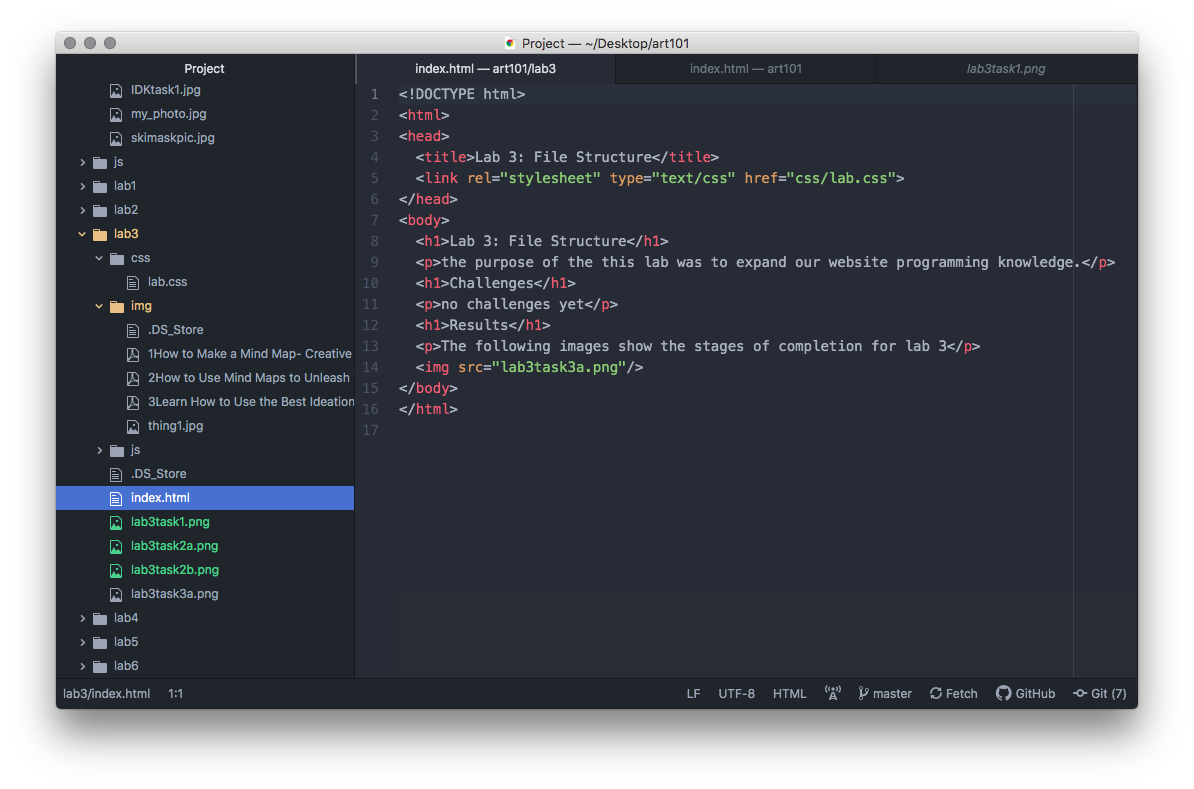 Project — ~/Desktop/art101
Project
IDKtask1.jpg
my_photo.jpg
skimaskpic.jpg
js
lab1
lab2
lab3
css
lab.css
img
.DS_Store
1How to Make a Mind Map- Creative
2How to Use Mind Maps to Unleash
3Learn How to Use the Best Ideation
thing1.jpg
js
.DS_Store
index.html
lab3task1.png
lab3task2a.png
lab3task2b.png
lab3task3a.png
lab4
lab5
lab6
index.html — art101/lab3
index.html — art101
lab3task1.png
1 <!DOCTYPE html>
2 <html>
3 <head>
4 <title>Lab 3: File Structure</title>
5 <link rel="stylesheet" type="text/css" href="css/lab.css">
6 </head>
7 <body>
8 <h1>Lab 3: File Structure</h1>
9 <p>the purpose of the this lab was to expand our website programming knowledge.</p>
10 <h1>Challenges</h1>
11 <p>no challenges yet</p>
12 <h1>Results</h1>
13 <p>The following images show the stages of completion for lab 3</p>
14 <img src="lab3task3a.png"/>
15 </body>
16 </html>
17
lab3/index.html 1:1
LF UTF-8 HTML master Fetch GitHub Git (7)